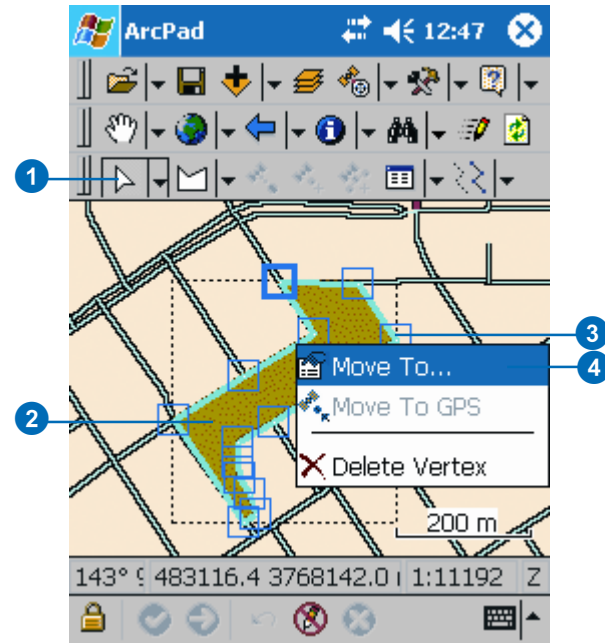 ArcPad 12:47
1
3
Move To...
4
Move To GPS
2
Delete Vertex
200 m
143° 483116.4 3768142.0 1:11192 Z